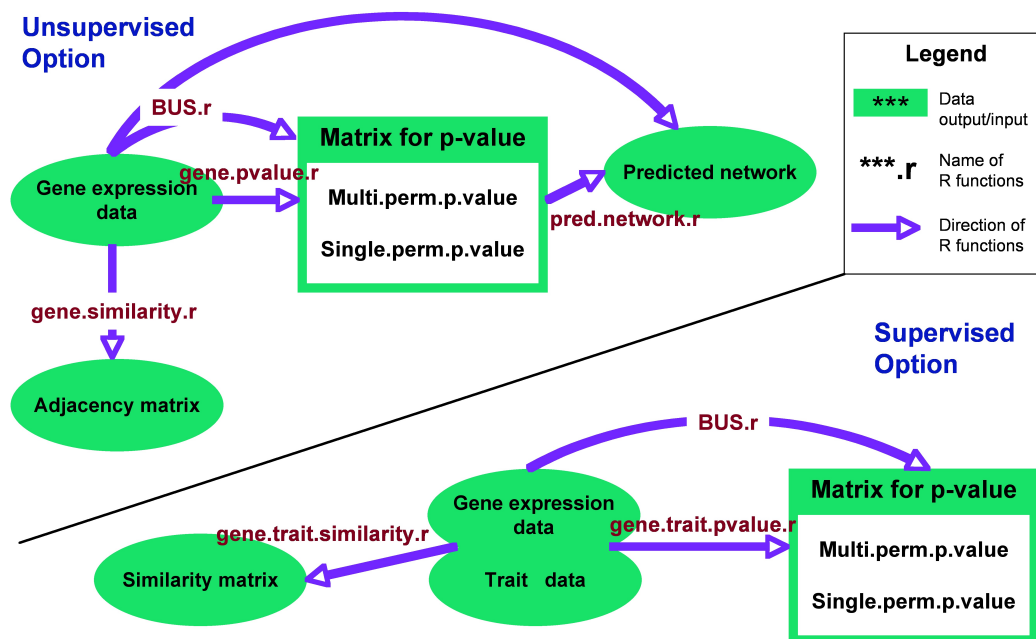 Unsupervised
Option
BUS.r
Matrix for p-value
gene.pvalue.r
Gene expression
data
Multi.perm.p.value
Single.perm.p.value
Predicted network
pred.network.r
gene.similarity.r
Adjacency matrix
Legend
***
Data
output/input
***.r
Name of
R functions
Direction of
R functions
Supervised
Option
BUS.r
Gene expression
data
Trait data
gene.trait.similarity.r
Similarity matrix
gene.trait.pvalue.r
Matrix for p-value
Multi.perm.p.value
Single.perm.p.value